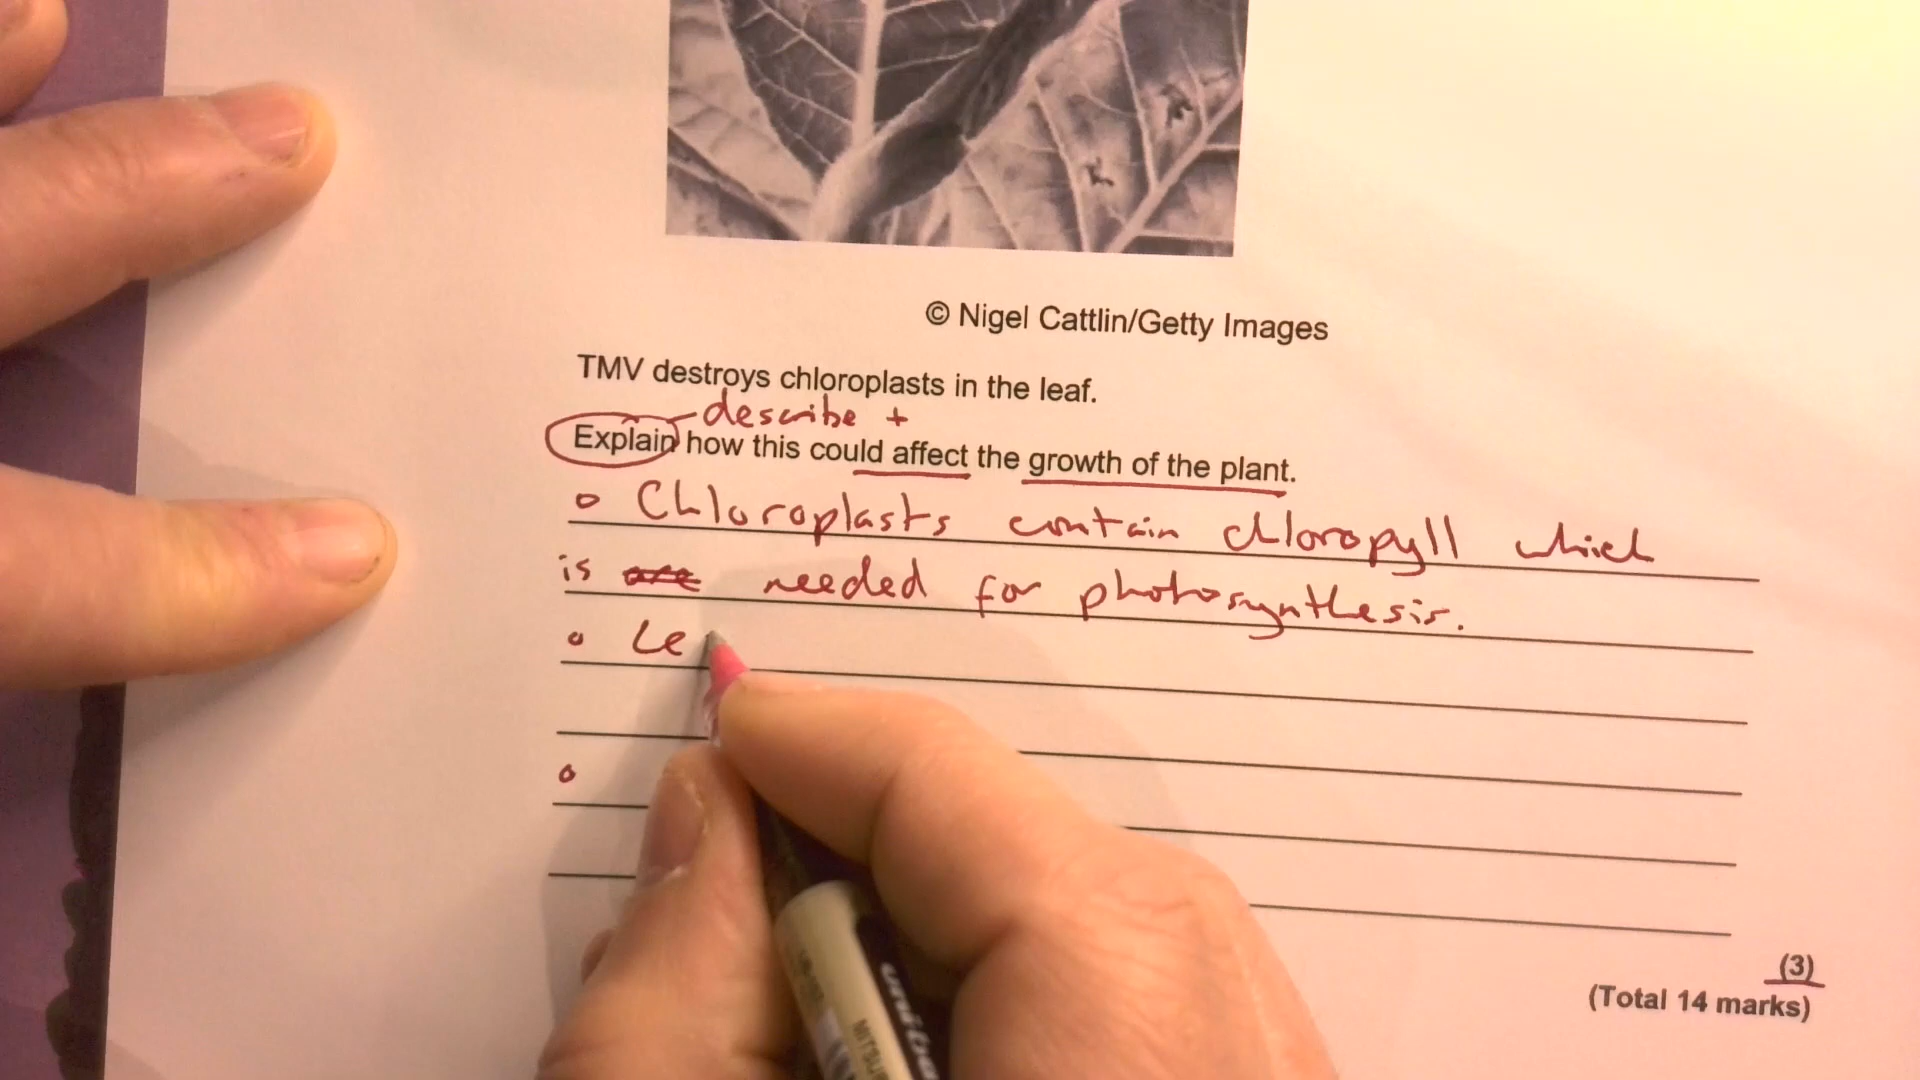 © Nigel Cattlin/Getty Images
TMV destroys chloroplasts in the leaf.
describe +
Explain how this could affect the growth of the plant.
o Chloroplasts contain chloropyll which
is are needed for photosynthesis.
o Le
o
(3)
(Total 14 marks)